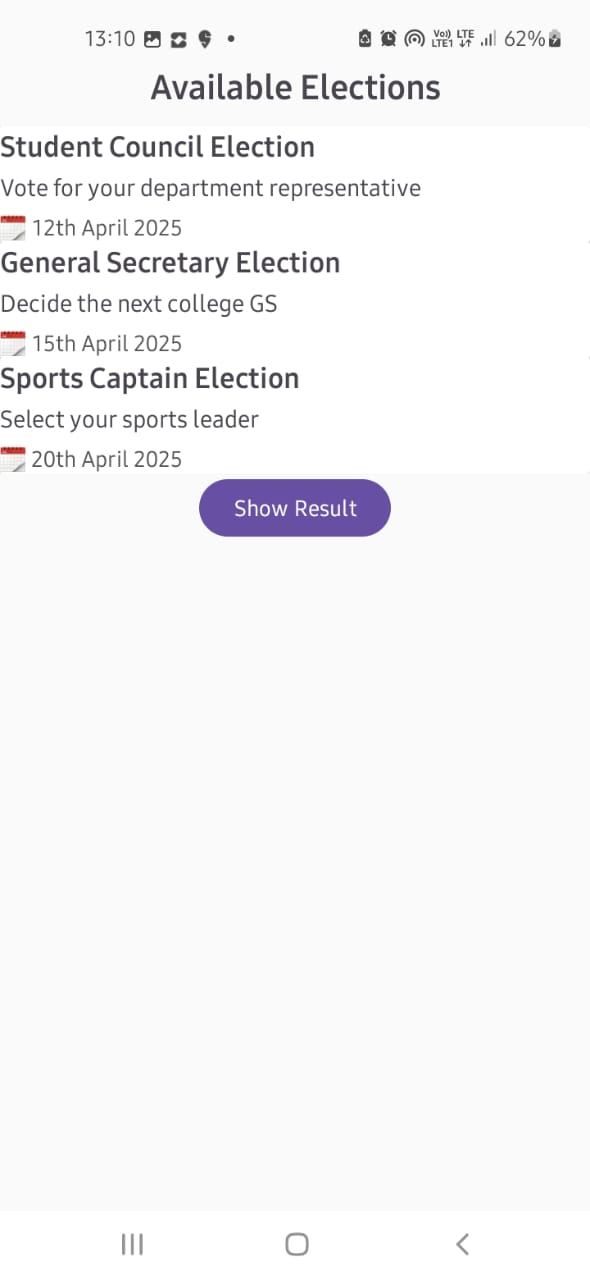 13:10
Vo)) LTE 62%
LTE1
Available Elections
Student Council Election
Vote for your department representative
12th April 2025
General Secretary Election
Decide the next college GS
15th April 2025
Sports Captain Election
Select your sports leader
20th April 2025
Show Result